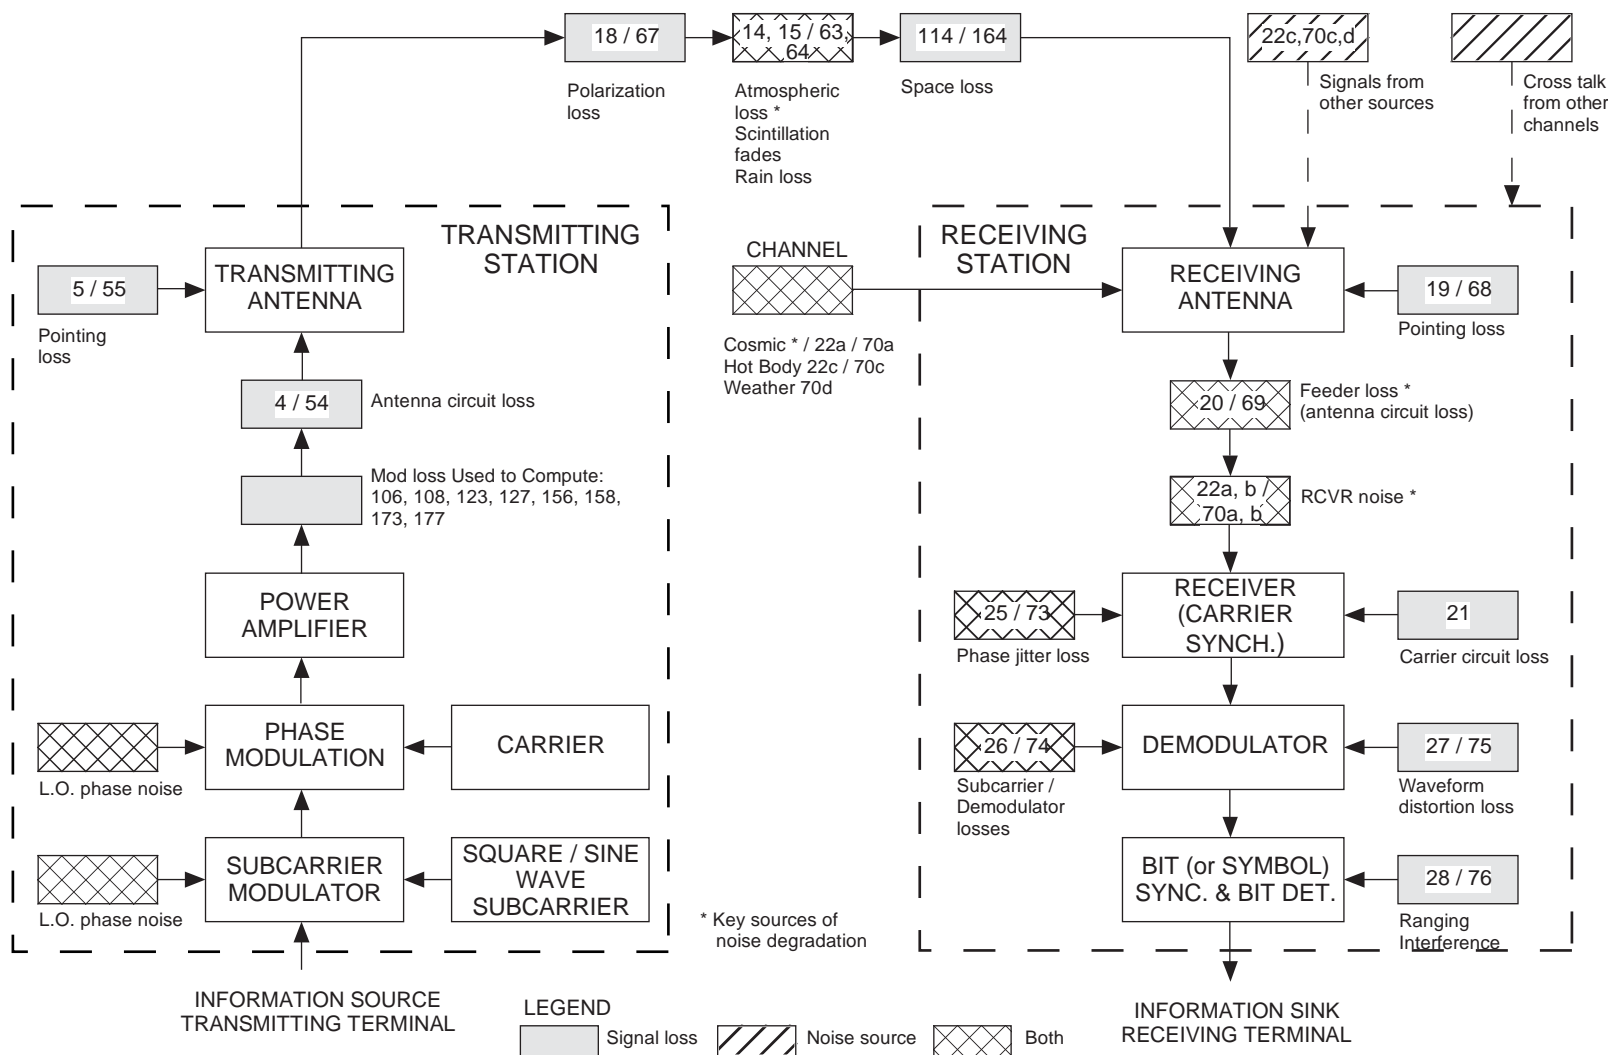 18 / 67
14, 15 / 63,
64
114 / 164
22c,70c,d
Polarization
loss
Atmospheric
loss *
Scintillation
fades
Rain loss
Space loss
Signals from
other sources
Cross talk
from other
channels
TRANSMITTING
STATION
5 / 55
Pointing
loss
TRANSMITTING
ANTENNA
4 / 54
Antenna circuit loss
Mod loss Used to Compute:
106, 108, 123, 127, 156, 158,
173, 177
POWER
AMPLIFIER
L.O. phase noise
PHASE
MODULATION
CARRIER
L.O. phase noise
SUBCARRIER
MODULATOR
SQUARE / SINE
WAVE
SUBCARRIER
INFORMATION SOURCE
TRANSMITTING TERMINAL
CHANNEL
Cosmic * / 22a / 70a
Hot Body 22c / 70c
Weather 70d
RECEIVING
STATION
RECEIVING
ANTENNA
19 / 68
Pointing loss
20 / 69
Feeder loss *
(antenna circuit loss)
22a, b /
70a, b
RCVR noise *
25 / 73
Phase jitter loss
RECEIVER
(CARRIER
SYNCH.)
21
Carrier circuit loss
26 / 74
Subcarrier /
Demodulator
losses
DEMODULATOR
27 / 75
Waveform
distortion loss
BIT (or SYMBOL)
SYNC. & BIT DET.
28 / 76
Ranging
Interference
* Key sources of
noise degradation
INFORMATION SINK
RECEIVING TERMINAL
LEGEND
Signal loss
Noise source
Both